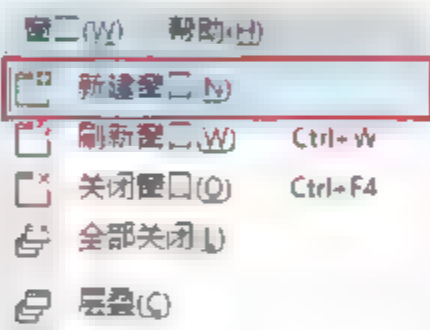 窗口(W) 帮助(H)
新建窗口(N)
刷新窗口(W) Ctrl+W
关闭窗口(O) Ctrl+F4
全部关闭(L)
层叠(C)